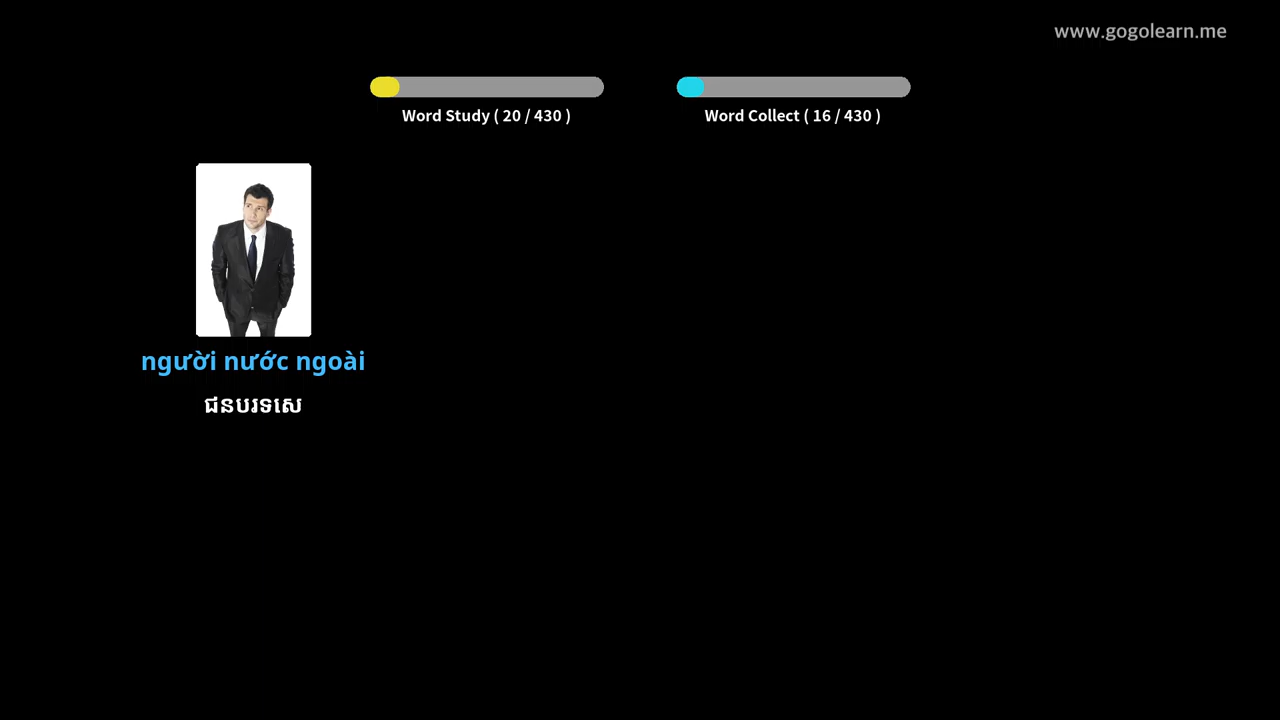 www.gogolearn.me
Word Study ( 20 / 430 )
Word Collect ( 16 / 430 )
người nước ngoài
ជនបរទេស